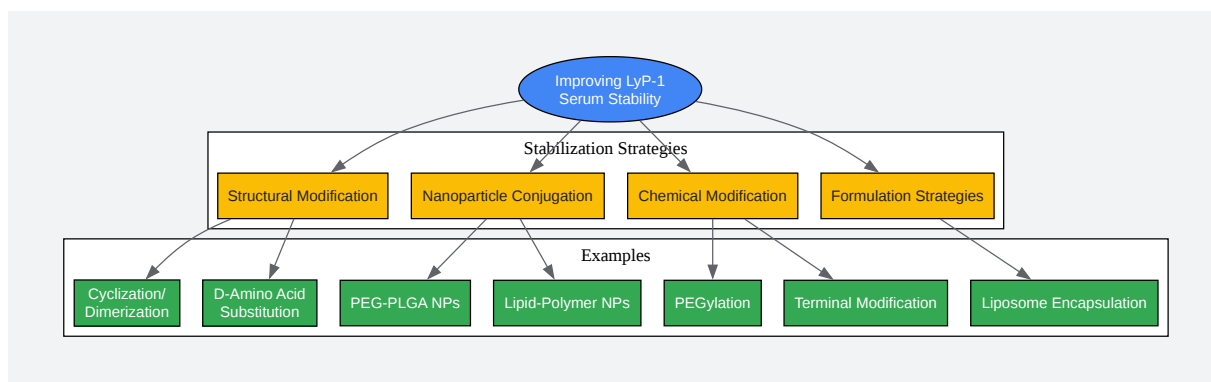 Improving LyP-1
Serum Stability
Stabilization Strategies
Structural Modification
Nanoparticle Conjugation
Chemical Modification
Formulation Strategies
Examples
Cyclization/
Dimerization
D-Amino Acid
Substitution
PEG-PLGA NPs
Lipid-Polymer NPs
PEGylation
Terminal Modification
Liposome Encapsulation